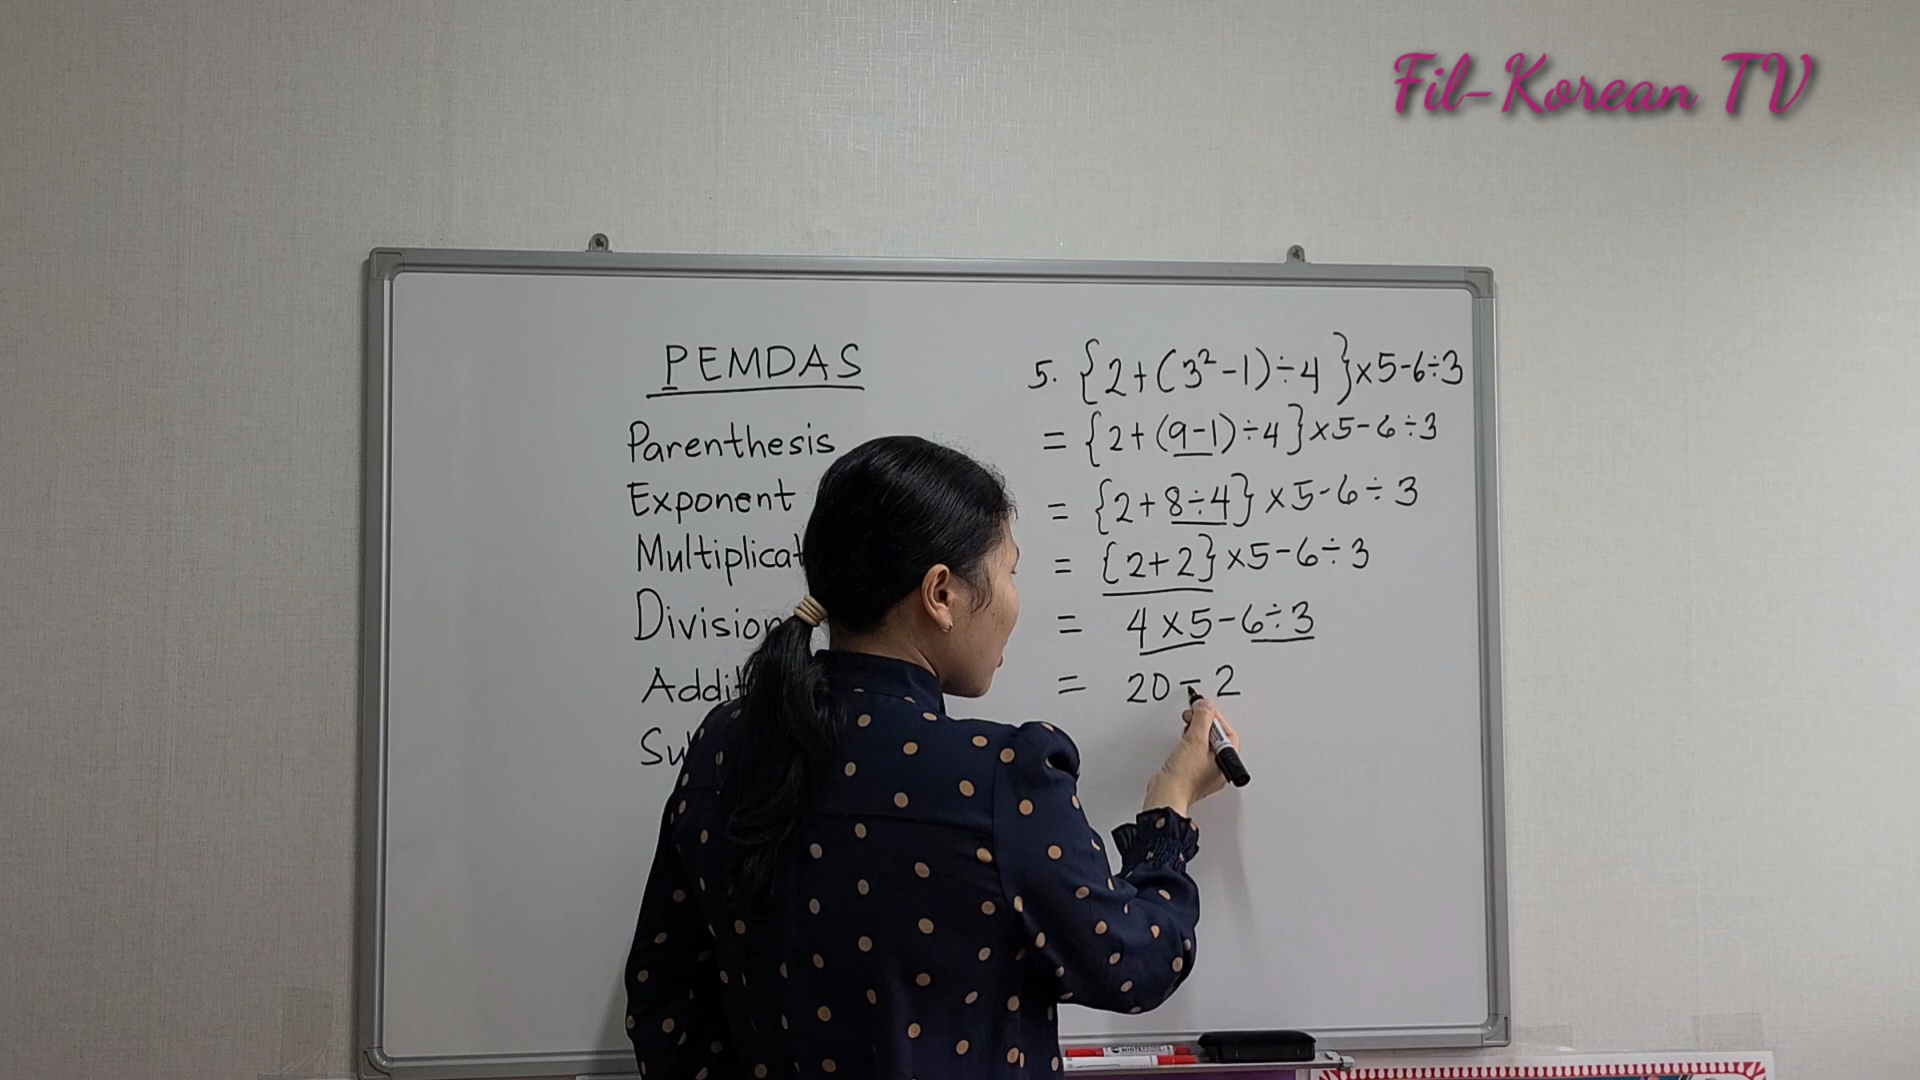 Fil-Korean TV
PEMDAS
Parenthesis
Exponent
Multiplicat
Division
Addit
Su
5. {2+(3²-1)÷4}×5-6÷3
= {2+(9-1)÷4}×5-6÷3
= {2+8÷4}×5-6÷3
= {2+2}×5-6÷3
= 4×5-6÷3
= 20-2